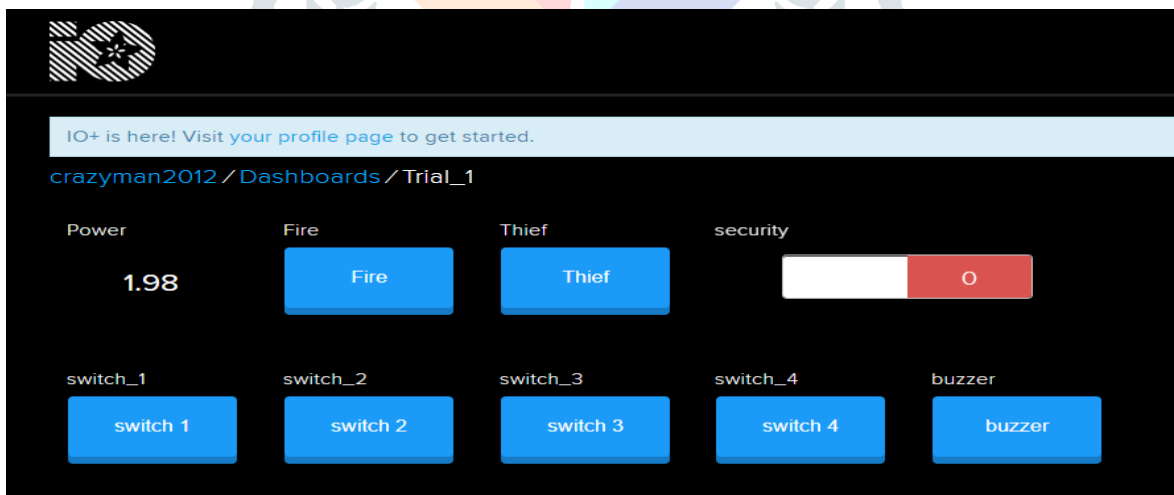 iO
IO+ is here! Visit your profile page to get started.
crazyman2012 / Dashboards / Trial_1
Power Fire Thief security
1.98 Fire Thief O
switch_1 switch_2 switch_3 switch_4 buzzer
switch 1 switch 2 switch 3 switch 4 buzzer